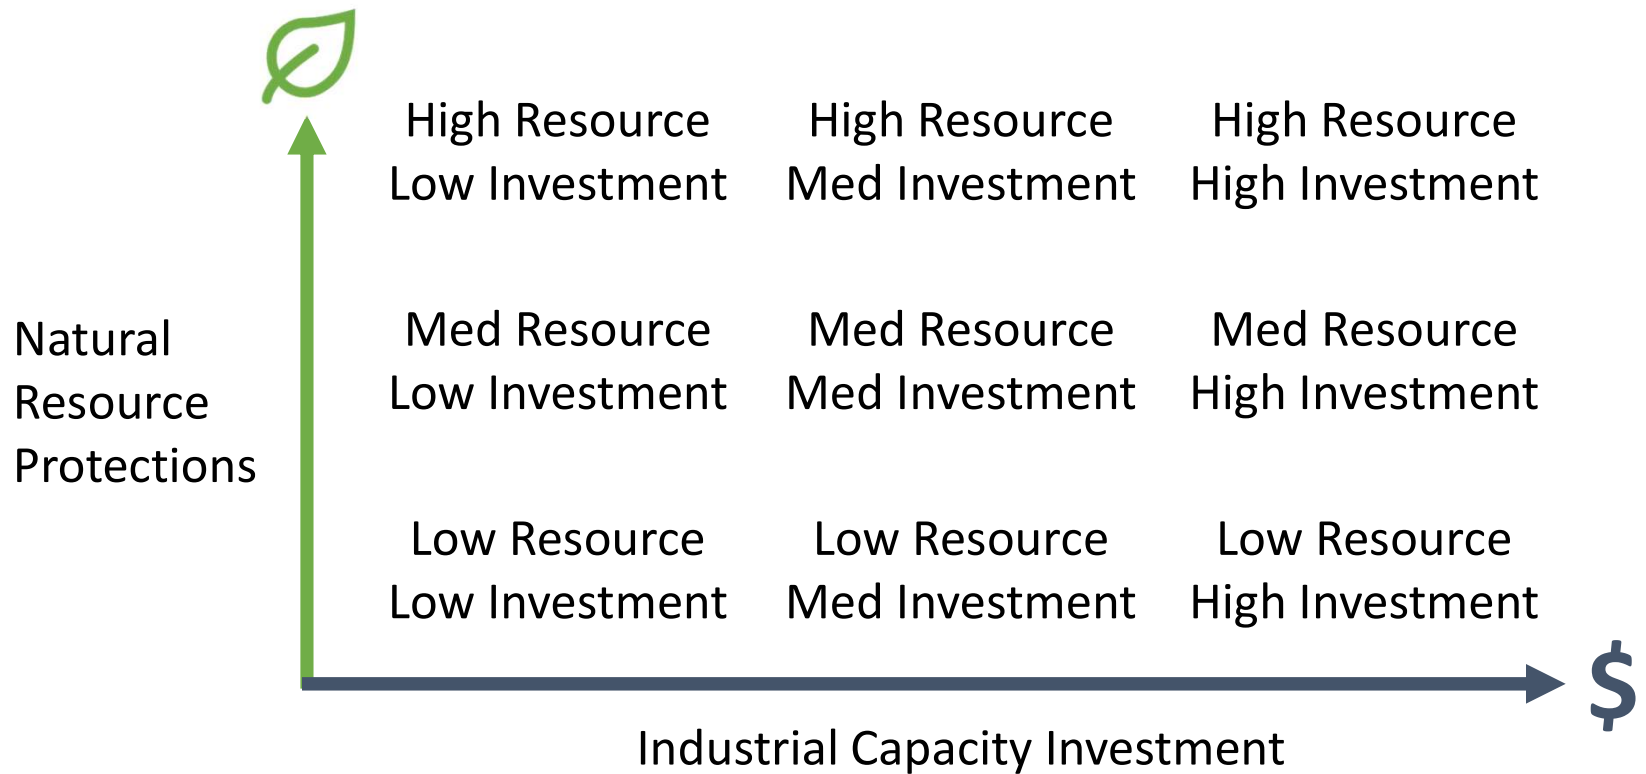 High Resource
Low Investment
High Resource
Med Investment
High Resource
High Investment
Natural
Resource
Protections
Med Resource
Low Investment
Med Resource
Med Investment
Med Resource
High Investment
Low Resource
Low Investment
Low Resource
Med Investment
Low Resource
High Investment
$
Industrial Capacity Investment